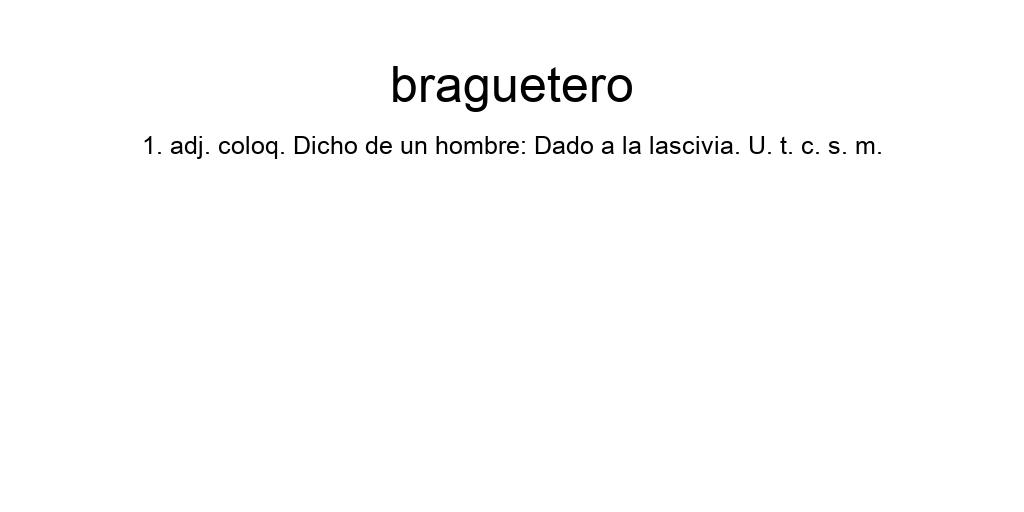 braguetero
1. adj. coloq. Dicho de un hombre: Dado a la lascivia. U. t. c. s. m.